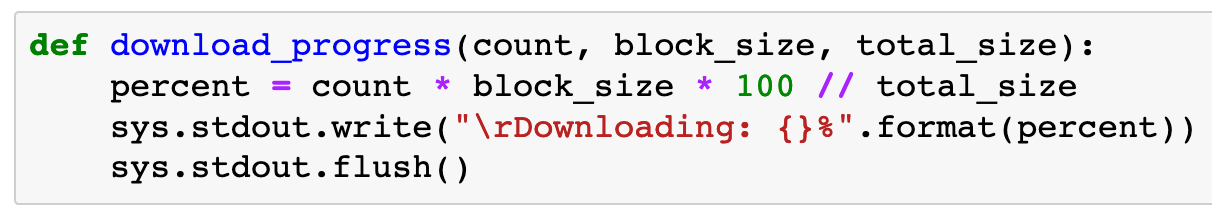 def download_progress(count, block_size, total_size):
    percent = count * block_size * 100 // total_size
    sys.stdout.write("\rDownloading: {}%".format(percent))
    sys.stdout.flush()